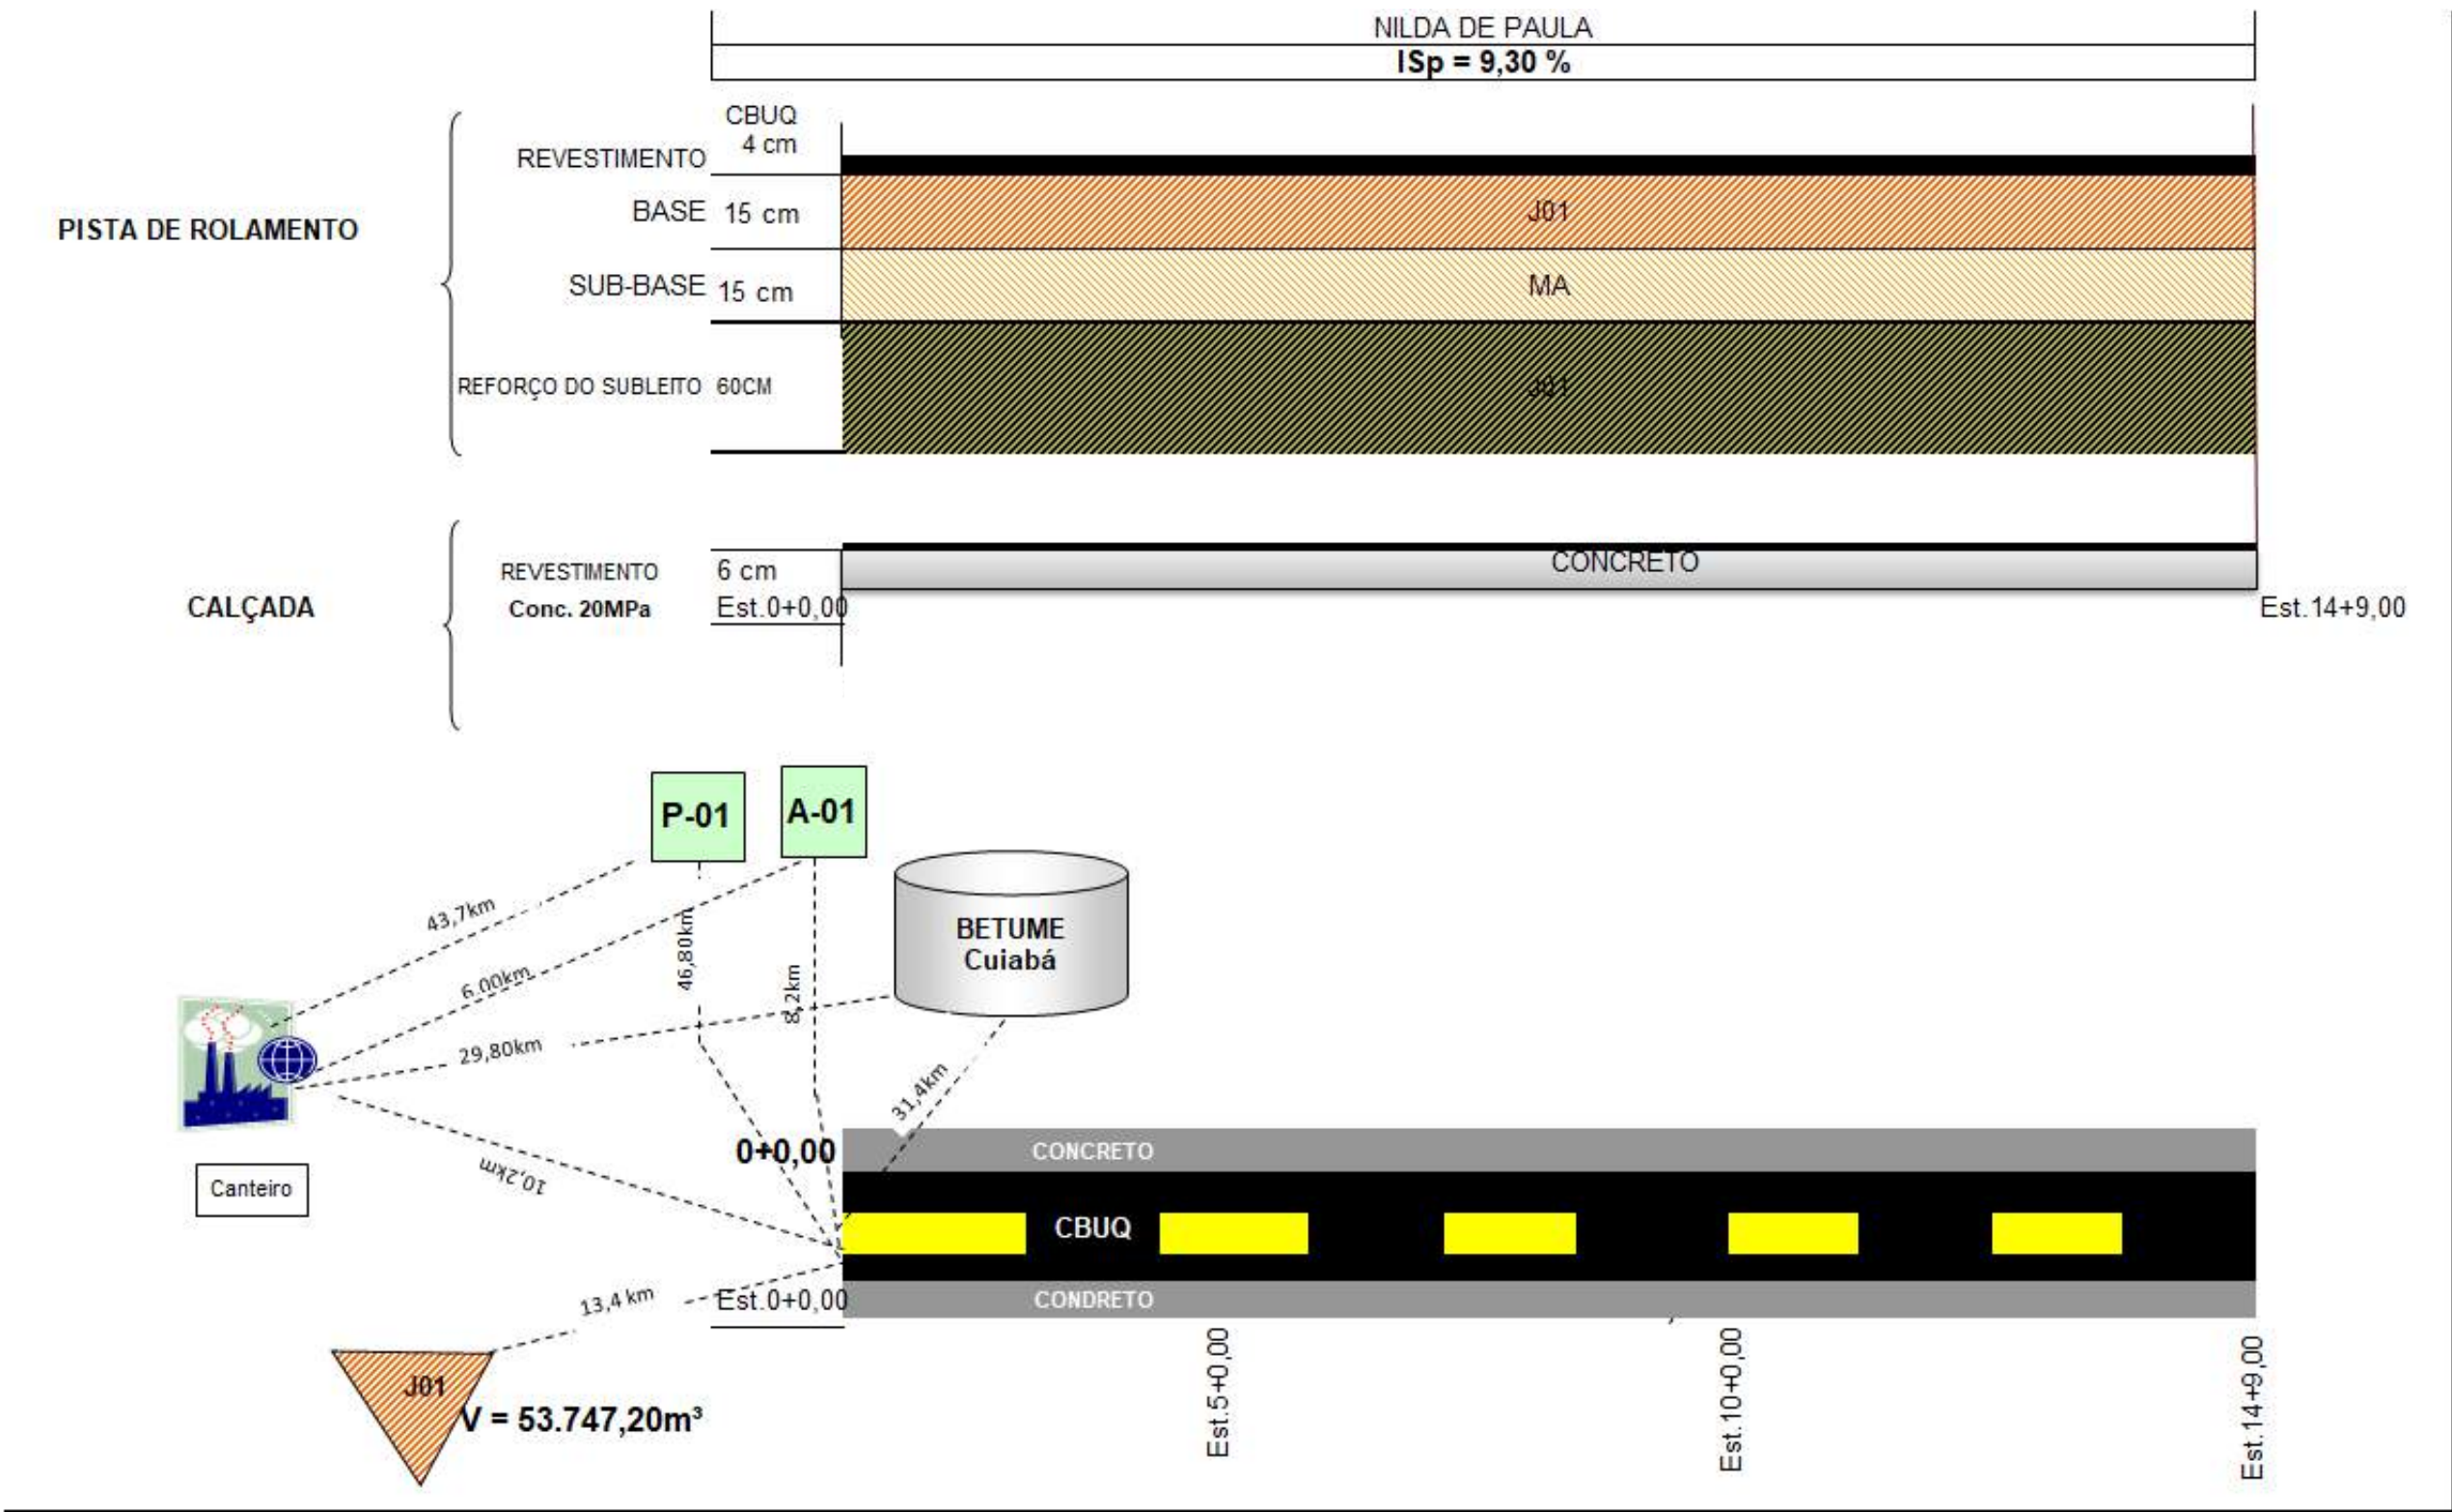 NILDA DE PAULA
ISp = 9,30 %
CBUQ
4 cm
REVESTIMENTO
BASE 15 cm
J01
PISTA DE ROLAMENTO
SUB-BASE 15 cm
MA
REFORÇO DO SUBLEITO 60CM
J01
CONCRETO
REVESTIMENTO 6 cm
CALÇADA
Conc. 20MPa Est.0+0,00
Est.14+9,00
P-01
A-01
43,7km
46,80km
6.00km
8,2km
BETUME
Cuiabá
29,80km
31,4km
0+0,00
CONCRETO
10,2km
Canteiro
CBUQ
13,4 km
Est.0+0,00
CONDRETO
J01
V = 53.747,20m³
Est.5+0,00
Est.10+0,00
Est.14+9,00